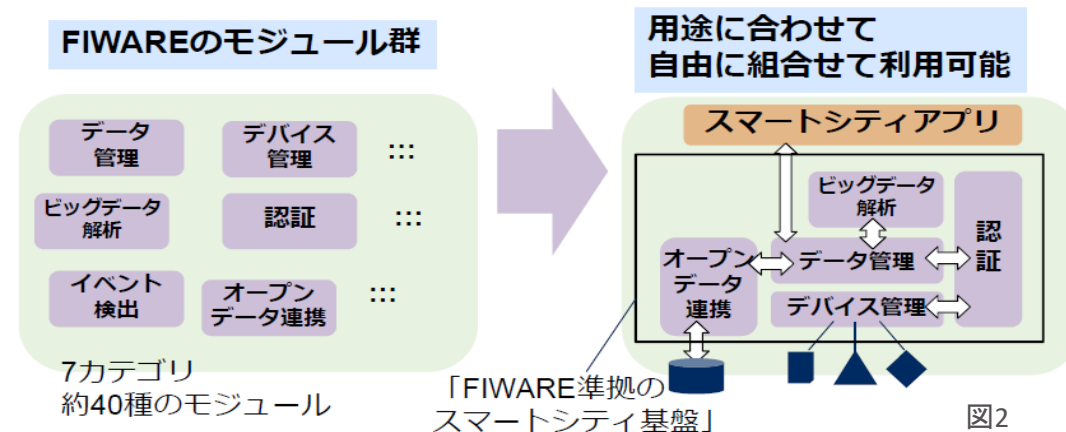 FIWAREのモジュール群
データ
管理
デバイス
管理
:::
ビッグデータ
解析
認証
:::
イベント
検出
オープン
データ連携
:::
7カテゴリ
約40種のモジュール
用途に合わせて
自由に組合せて利用可能
スマートシティアプリ
ビッグデータ
解析
認
証
オープン
データ
連携
データ管理
デバイス管理
「FIWARE準拠の
スマートシティ基盤」
図2